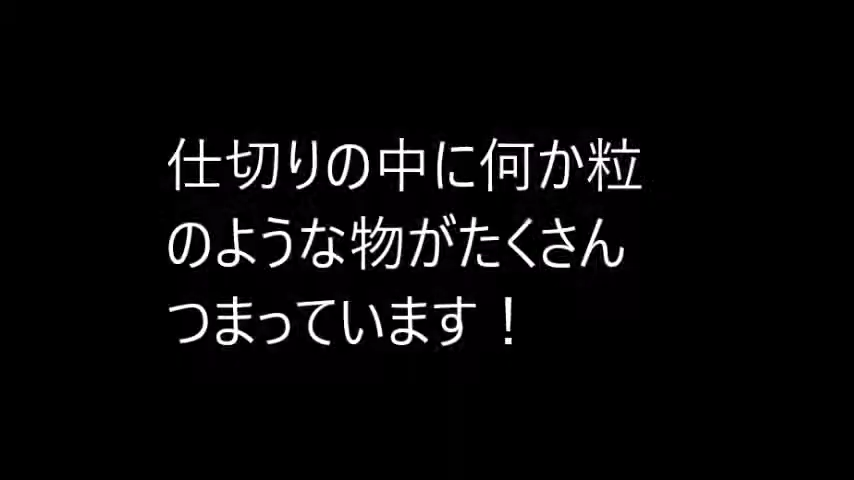 仕切りの中に何か粒
のような物がたくさん
つまっています！